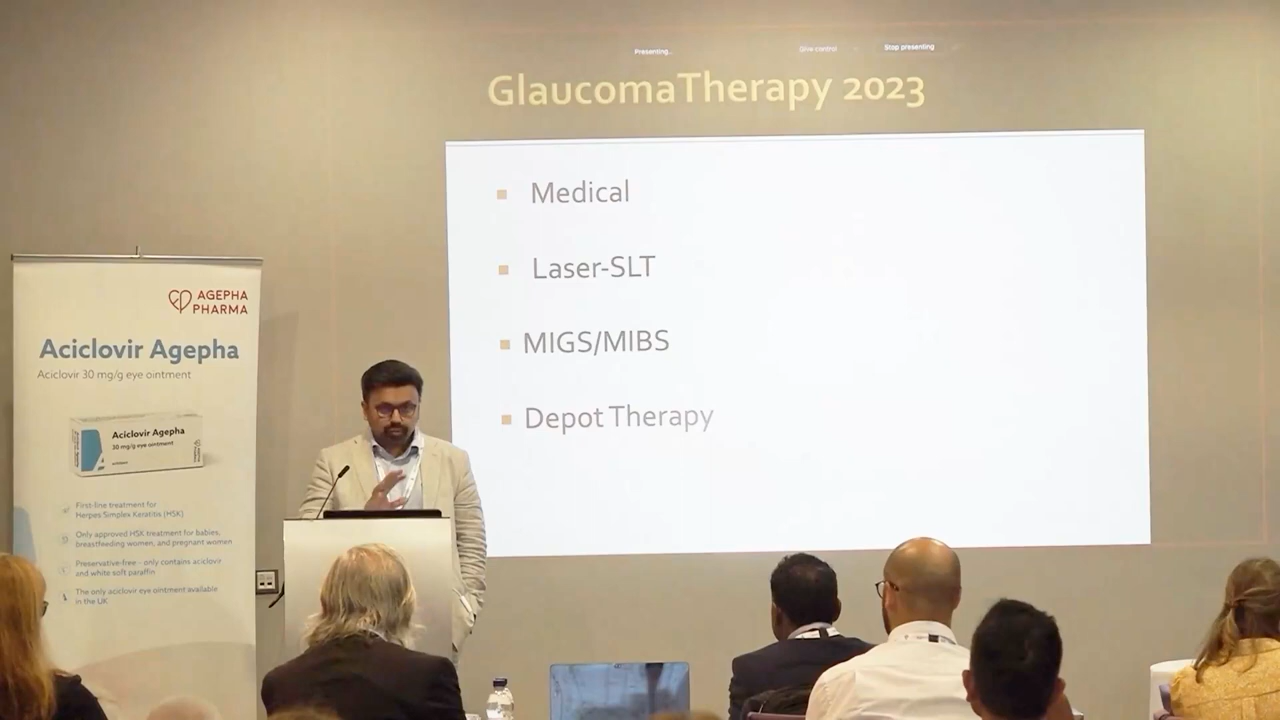 Presenting...
Give control
Stop presenting
GlaucomaTherapy 2023
Medical
Laser-SLT
MIGS/MIBS
Depot Therapy
AGEPHA
PHARMA
Aciclovir Agepha
Aciclovir 30 mg/g eye ointment
Aciclovir Agepha
30 mg/g eye ointment
First-line treatment for
Herpes Simplex Keratitis (HSK)
Only approved HSK treatment for babies,
breastfeeding women, and pregnant women
Preservative-free – only contains aciclovir
and white soft paraffin
The only aciclovir eye ointment available
in the UK